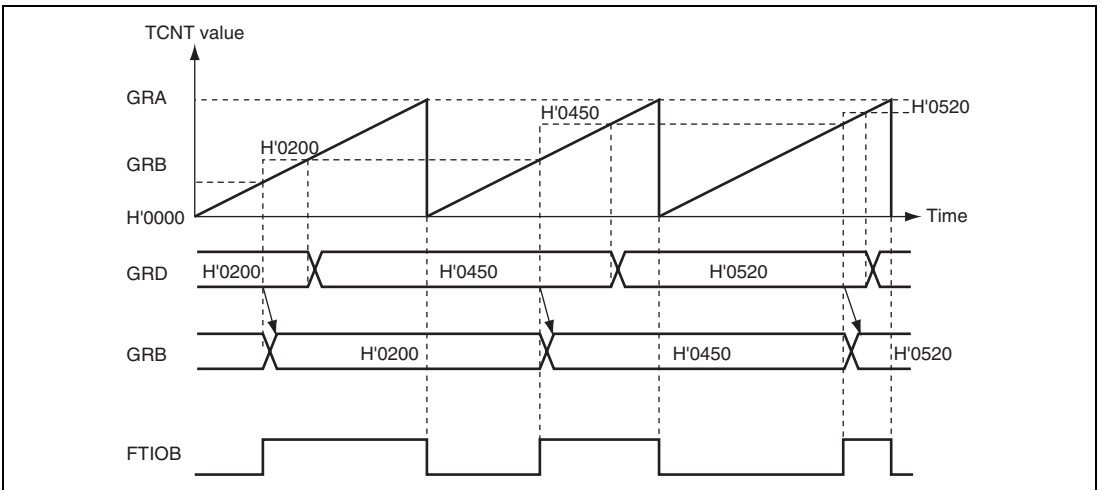 TCNT value
GRA
H'0450
H'0520
H'0200
GRB
H'0000
Time
GRD
H'0200
H'0450
H'0520
GRB
H'0200
H'0450
H'0520
FTIOB